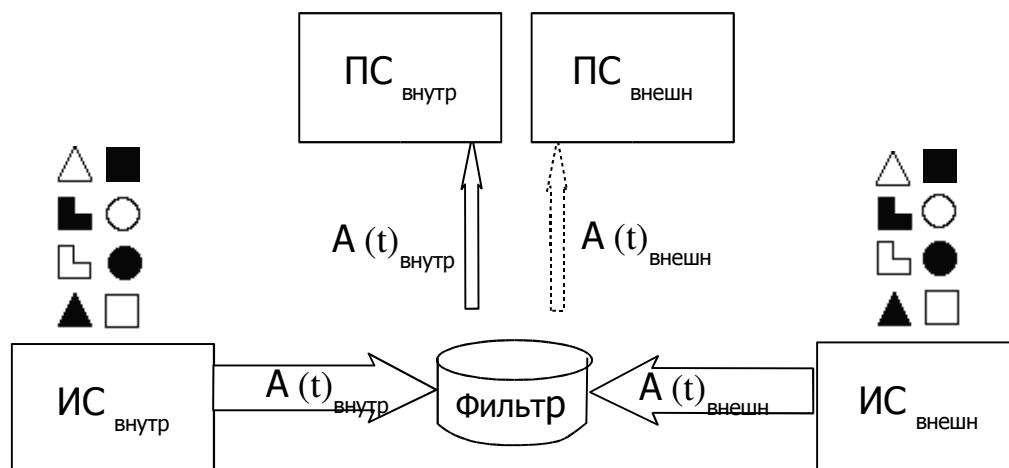 ПС внутр
ПС внешн
A (t) внутр
A (t) внешн
ИС внутр
A (t) внутр
Фильтр
A (t) внешн
ИС внешн